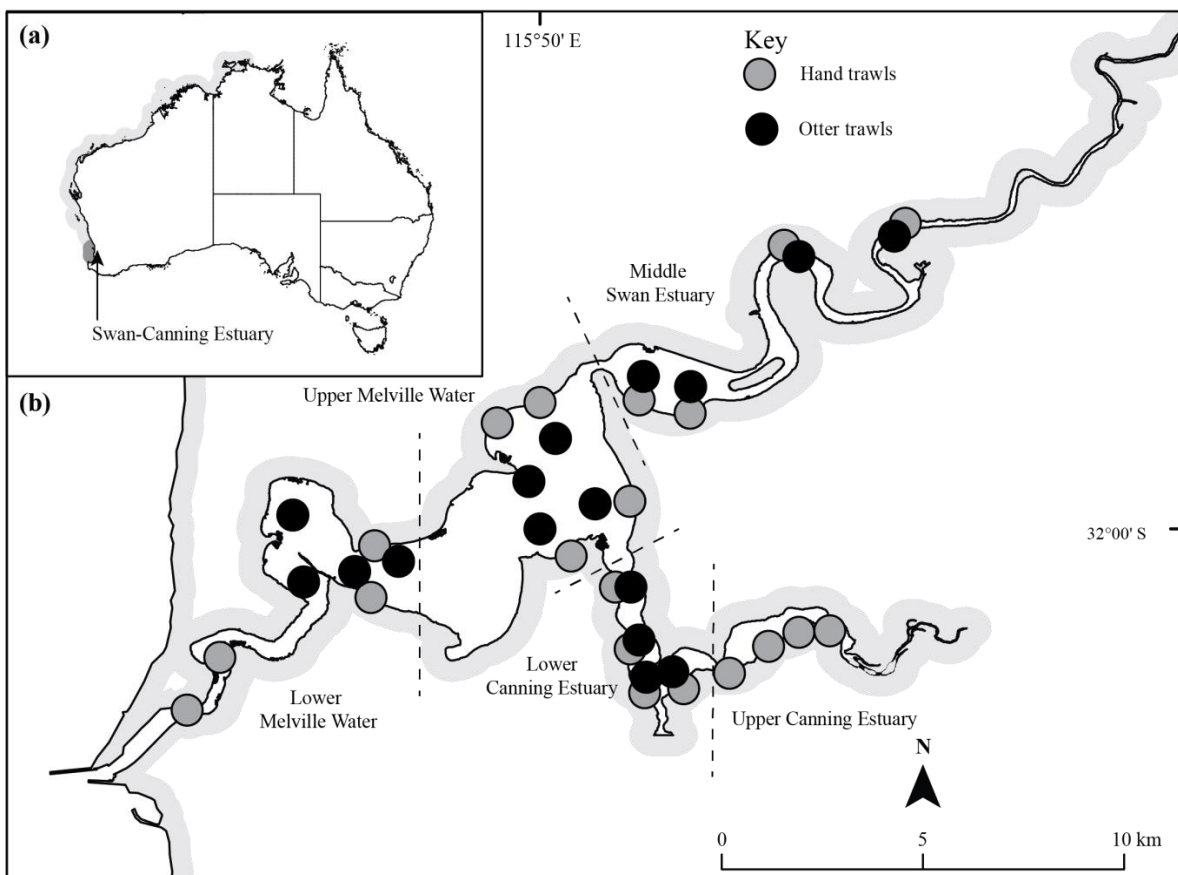 (a)
115°50' E
Key
Hand trawls
Otter trawls
Swan-Canning Estuary
Middle
Swan Estuary
(b)
Upper Melville Water
32°00' S
Lower
Canning Estuary
Lower
Melville Water
Upper Canning Estuary
N
0 5 10 km